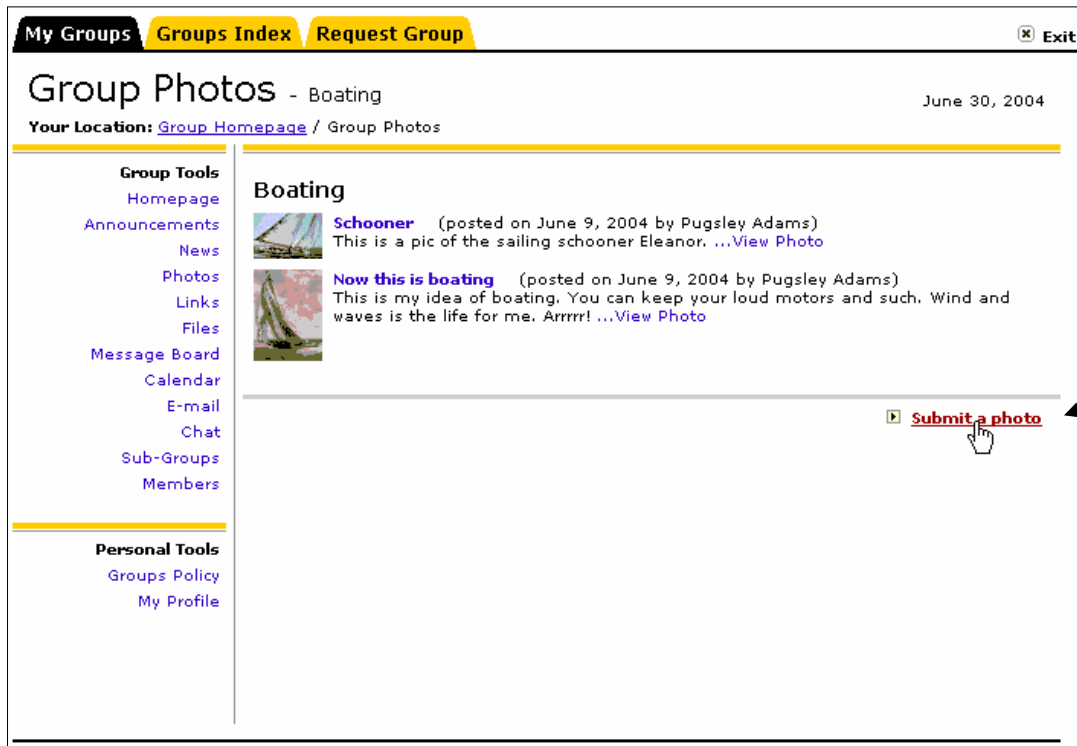 My Groups Groups Index Request Group Exit
Group Photos - Boating
June 30, 2004
Your Location: Group Homepage / Group Photos
Group Tools
Homepage
Announcements
News
Photos
Links
Files
Message Board
Calendar
E-mail
Chat
Sub-Groups
Members
Personal Tools
Groups Policy
My Profile
Boating
Schooner (posted on June 9, 2004 by Pugsley Adams)
This is a pic of the sailing schooner Eleanor. ...View Photo
Now this is boating (posted on June 9, 2004 by Pugsley Adams)
This is my idea of boating. You can keep your loud motors and such. Wind and
waves is the life for me. Arrrrr! ...View Photo
Submit a photo